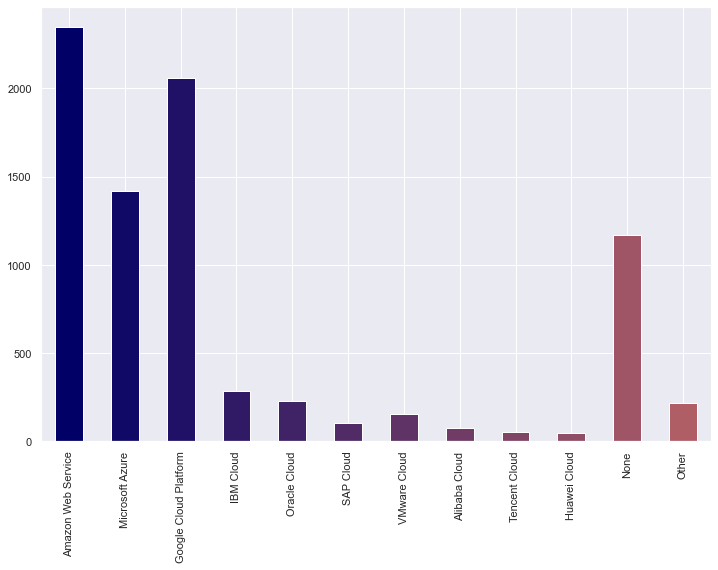 2000
1500
1000
500
0
Amazon Web Service
Microsoft Azure
Google Cloud Platform
IBM Cloud
Oracle Cloud
SAP Cloud
VMware Cloud
Alibaba Cloud
Tencent Cloud
Huawei Cloud
None
Other